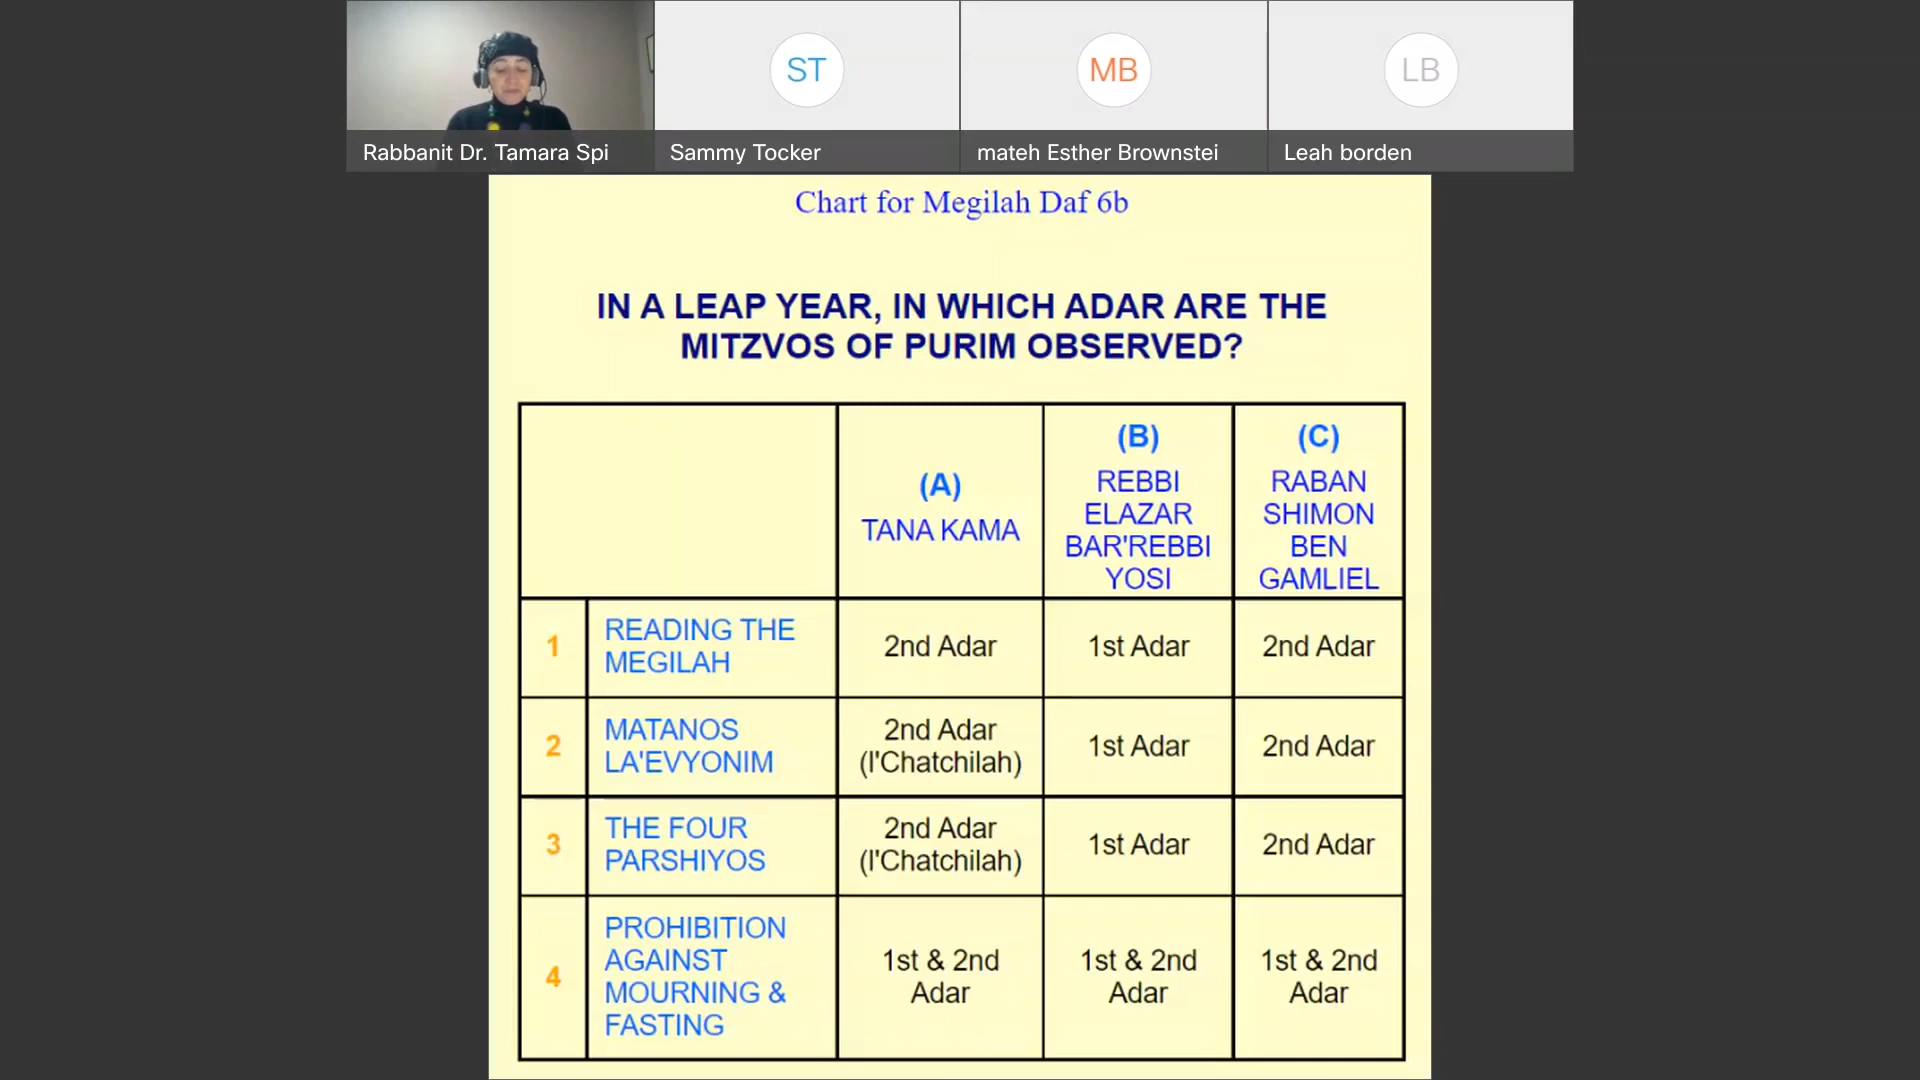 ST
MB
LB
Rabbanit Dr. Tamara Spi
Sammy Tocker
mateh Esther Brownstei
Leah borden
Chart for Megilah Daf 6b
IN A LEAP YEAR, IN WHICH ADAR ARE THE
MITZVOS OF PURIM OBSERVED?
(A)
TANA KAMA
(B)
REBBI
ELAZAR
BAR'REBBI
YOSI
(C)
RABAN
SHIMON
BEN
GAMLIEL
1
READING THE
MEGILAH
2nd Adar
1st Adar
2nd Adar
2
MATANOS
LA'EVYONIM
2nd Adar
(l'Chatchilah)
1st Adar
2nd Adar
3
THE FOUR
PARSHIYOS
2nd Adar
(l'Chatchilah)
1st Adar
2nd Adar
4
PROHIBITION
AGAINST
MOURNING &
FASTING
1st & 2nd
Adar
1st & 2nd
Adar
1st & 2nd
Adar